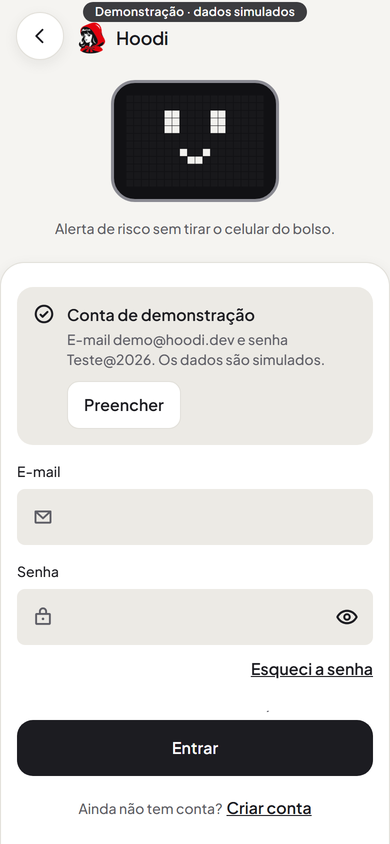 Demonstração · dados simulados
Hoodi
Alerta de risco sem tirar o celular do bolso.
Conta de demonstração
E-mail demo@hoodi.dev e senha
Teste@2026. Os dados são simulados.
Preencher
E-mail
Senha
Esqueci a senha
Entrar
Ainda não tem conta? Criar conta